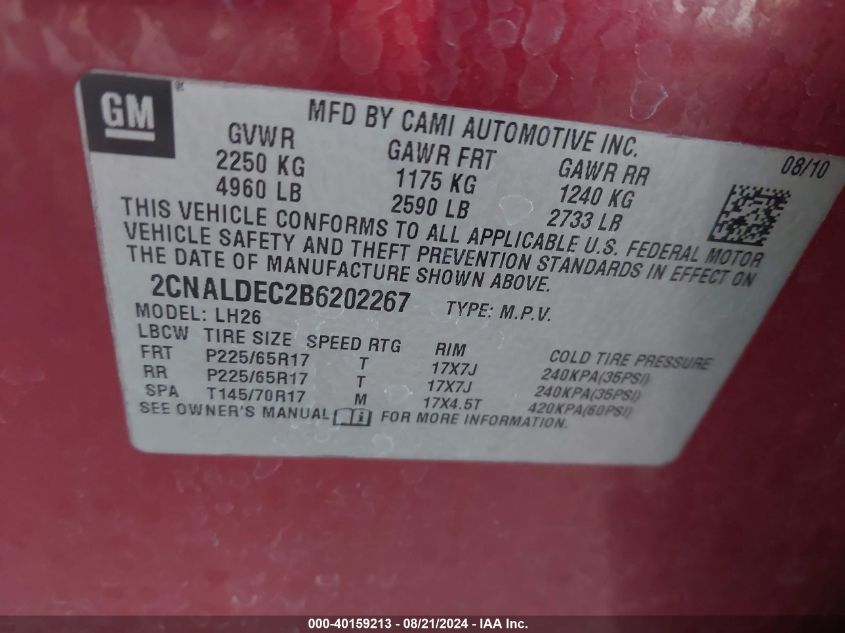 GM®
MFD BY CAMI AUTOMOTIVE INC.
08/10
GVWR GAWR FRT GAWR RR
2250 KG 1175 KG 1240 KG
4960 LB 2590 LB 2733 LB
THIS VEHICLE CONFORMS TO ALL APPLICABLE U.S. FEDERAL MOTOR
VEHICLE SAFETY AND THEFT PREVENTION STANDARDS IN EFFECT ON
THE DATE OF MANUFACTURE SHOWN ABOVE.
2CNALDEC2B6202267 TYPE: M.P.V.
MODEL: LH26
LBCW TIRE SIZE SPEED RTG RIM COLD TIRE PRESSURE
FRT P225/65R17 T 17X7J 240KPA(35PSI)
RR P225/65R17 T 17X7J 240KPA(35PSI)
SPA T145/70R17 M 17X4.5T 420KPA(60PSI)
SEE OWNER'S MANUAL i FOR MORE INFORMATION.
000-40159213 - 08/21/2024 - IAA Inc.